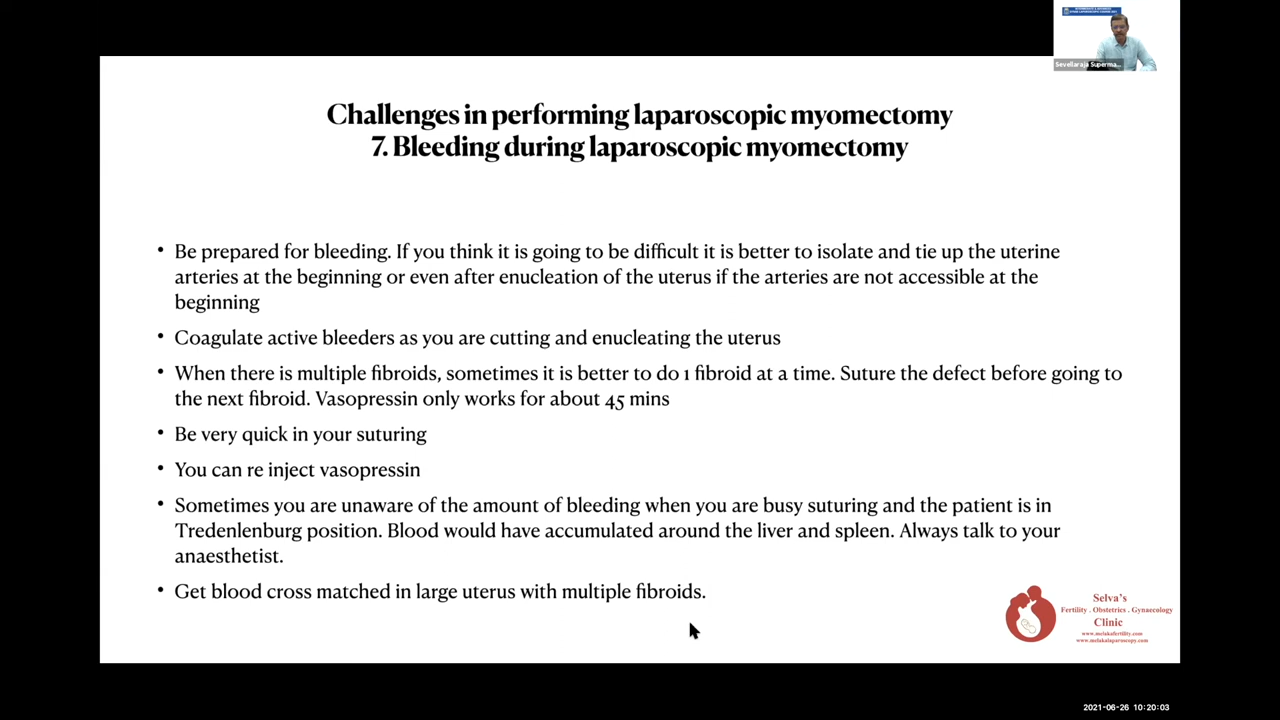 Sevellaraja Superma...
Challenges in performing laparoscopic myomectomy
7. Bleeding during laparoscopic myomectomy
• Be prepared for bleeding. If you think it is going to be difficult it is better to isolate and tie up the uterine
arteries at the beginning or even after enucleation of the uterus if the arteries are not accessible at the
beginning
• Coagulate active bleeders as you are cutting and enucleating the uterus
• When there is multiple fibroids, sometimes it is better to do 1 fibroid at a time. Suture the defect before going to
the next fibroid. Vasopressin only works for about 45 mins
• Be very quick in your suturing
• You can re inject vasopressin
• Sometimes you are unaware of the amount of bleeding when you are busy suturing and the patient is in
Tredenlenburg position. Blood would have accumulated around the liver and spleen. Always talk to your
anaesthetist.
• Get blood cross matched in large uterus with multiple fibroids.
Selva's
Fertility . Obstetrics . Gynaecology
Clinic
www.melakafertility.com
www.melakalaparoscopy.com
2021-06-26 10:20:03